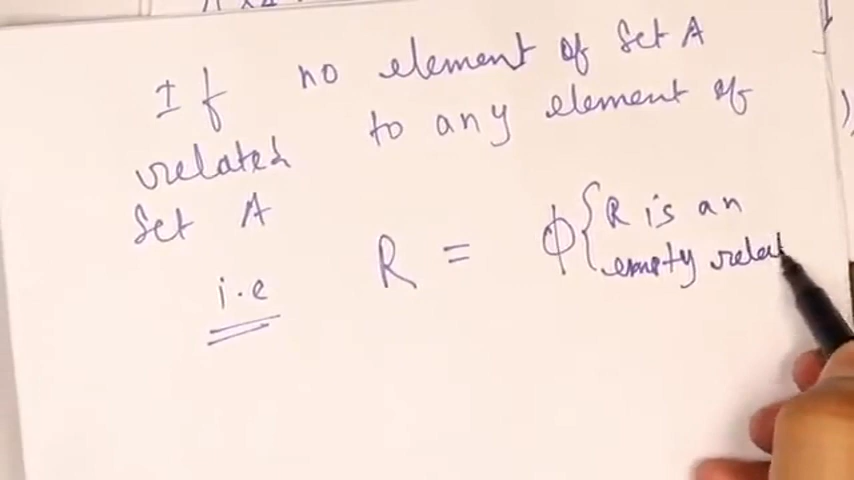 If no element of Set A
related to any element of
Set A
i.e R = φ { R is an
empty relat